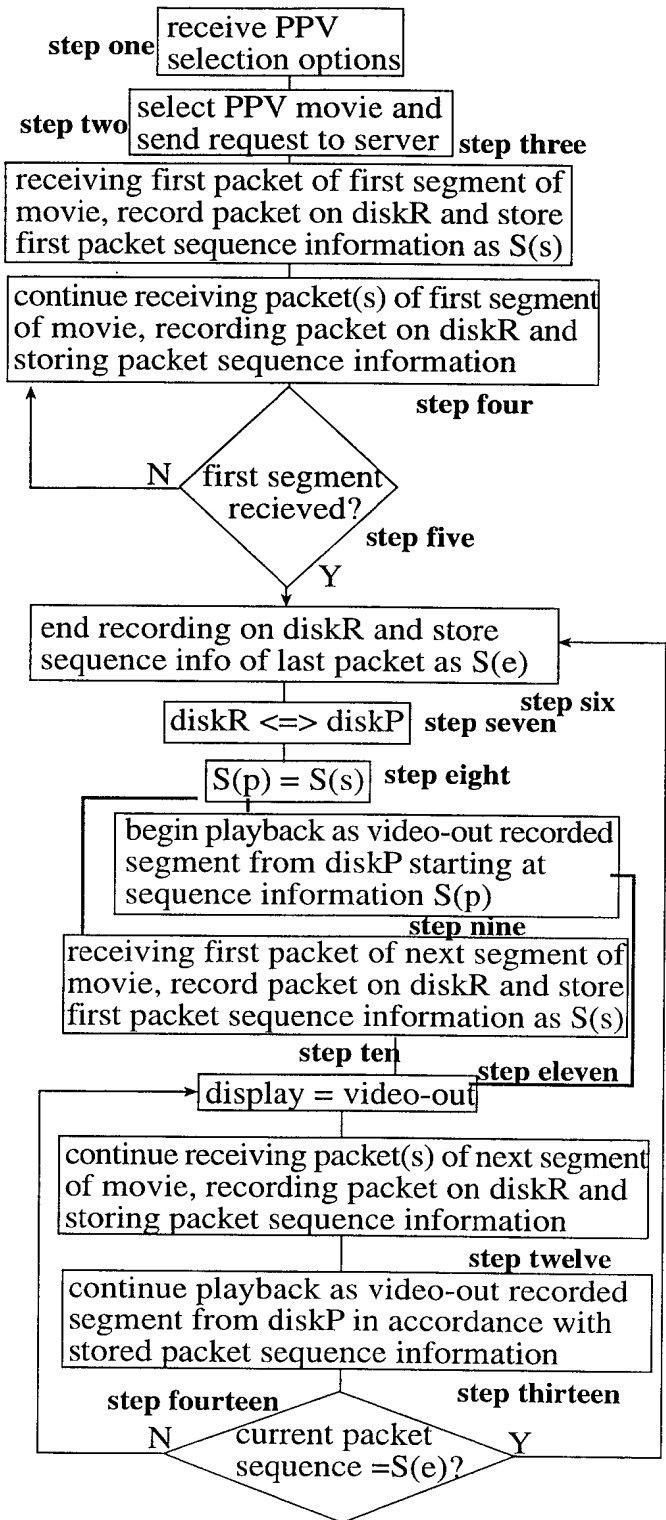 receive PPV
selection options
step one
select PPV movie and
send request to server
step two
step three
receiving first packet of first segment of
movie, record packet on diskR and store
first packet sequence information as S(s)
continue receiving packet(s) of first segment
of movie, recording packet on diskR and
storing packet sequence information
step four
N
first segment
recieved?
step five
Y
end recording on diskR and store
sequence info of last packet as S(e)
step six
diskR <=> diskP
step seven
S(p) = S(s)
step eight
begin playback as video-out recorded
segment from diskP starting at
sequence information S(p)
step nine
receiving first packet of next segment of
movie, record packet on diskR and store
first packet sequence information as S(s)
step ten
step eleven
display = video-out
continue receiving packet(s) of next segment
of movie, recording packet on diskR and
storing packet sequence information
step twelve
continue playback as video-out recorded
segment from diskP in accordance with
stored packet sequence information
step thirteen
step fourteen
N
current packet
sequence =S(e)?
Y